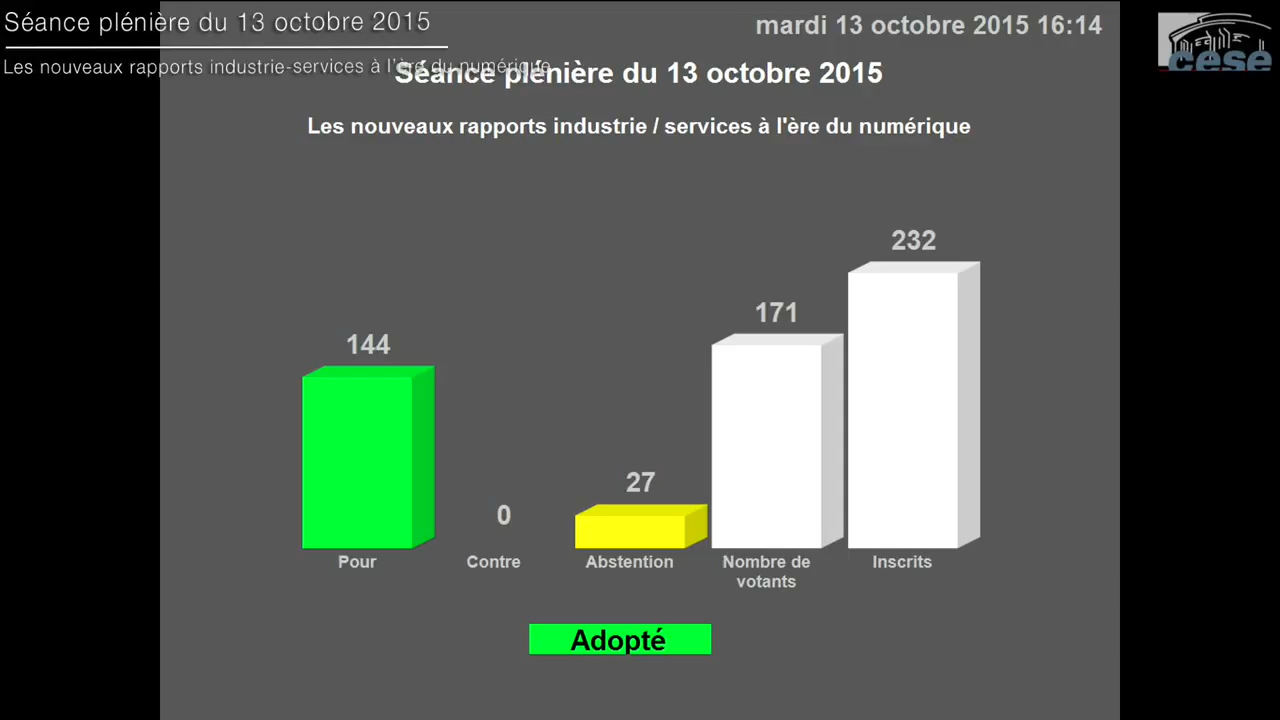 Séance plénière du 13 octobre 2015
mardi 13 octobre 2015 16:14
cese
Les nouveaux rapports industrie-services à l'ère du numérique
Séance plénière du 13 octobre 2015
Les nouveaux rapports industrie / services à l'ère du numérique
232
171
144
27
0
Pour
Contre
Abstention
Nombre de
votants
Inscrits
Adopté